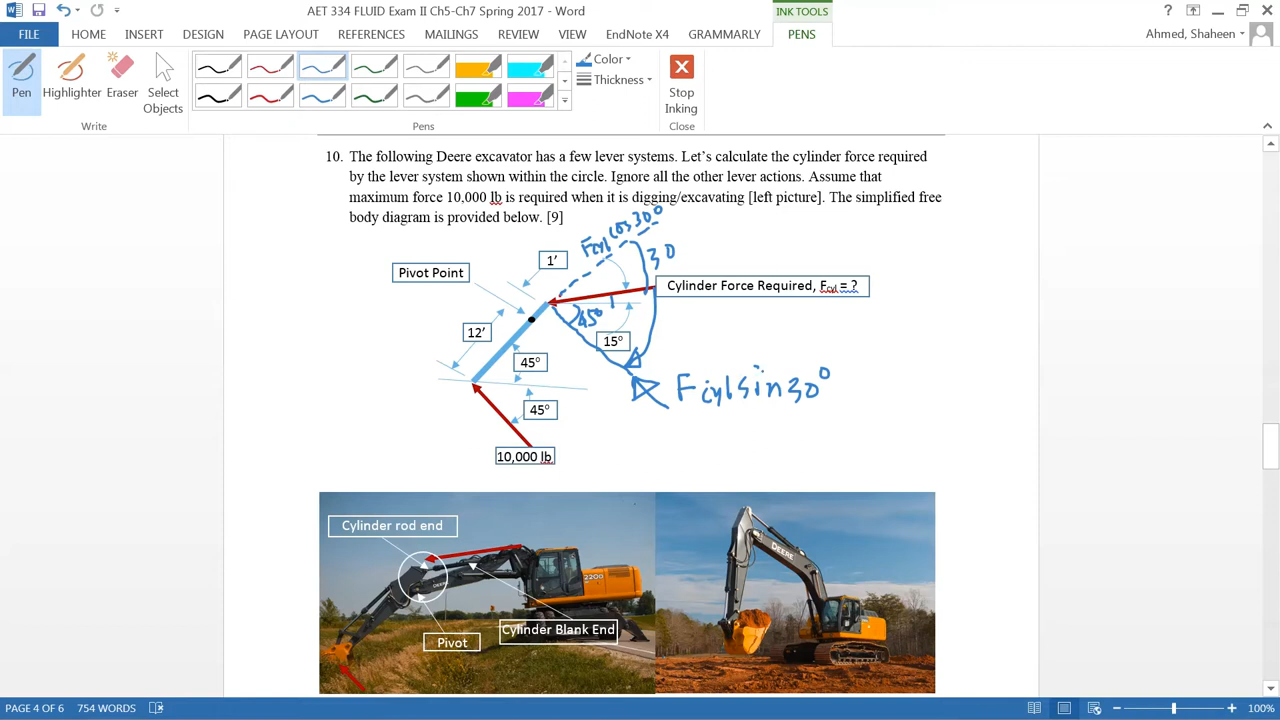 AET 334 FLUID Exam II Ch5-Ch7 Spring 2017 - Word
INK TOOLS
FILE HOME INSERT DESIGN PAGE LAYOUT REFERENCES MAILINGS REVIEW VIEW EndNote X4 GRAMMARLY PENS
Ahmed, Shaheen
Pen Highlighter Eraser Select Objects
Color
Thickness
Stop Inking
Write Pens Close
10. The following Deere excavator has a few lever systems. Let's calculate the cylinder force required
by the lever system shown within the circle. Ignore all the other lever actions. Assume that
maximum force 10,000 lb is required when it is digging/excavating [left picture]. The simplified free
body diagram is provided below. [9]
Fcyl cos30°
30
1'
Pivot Point
Cylinder Force Required, Fcyl = ?
45°
12'
15°
45°
Fcyl sin30°
45°
10,000 lb
Cylinder rod end
DEERE
2200
DEERE
Cylinder Blank End
Pivot
PAGE 4 OF 6 754 WORDS
100%